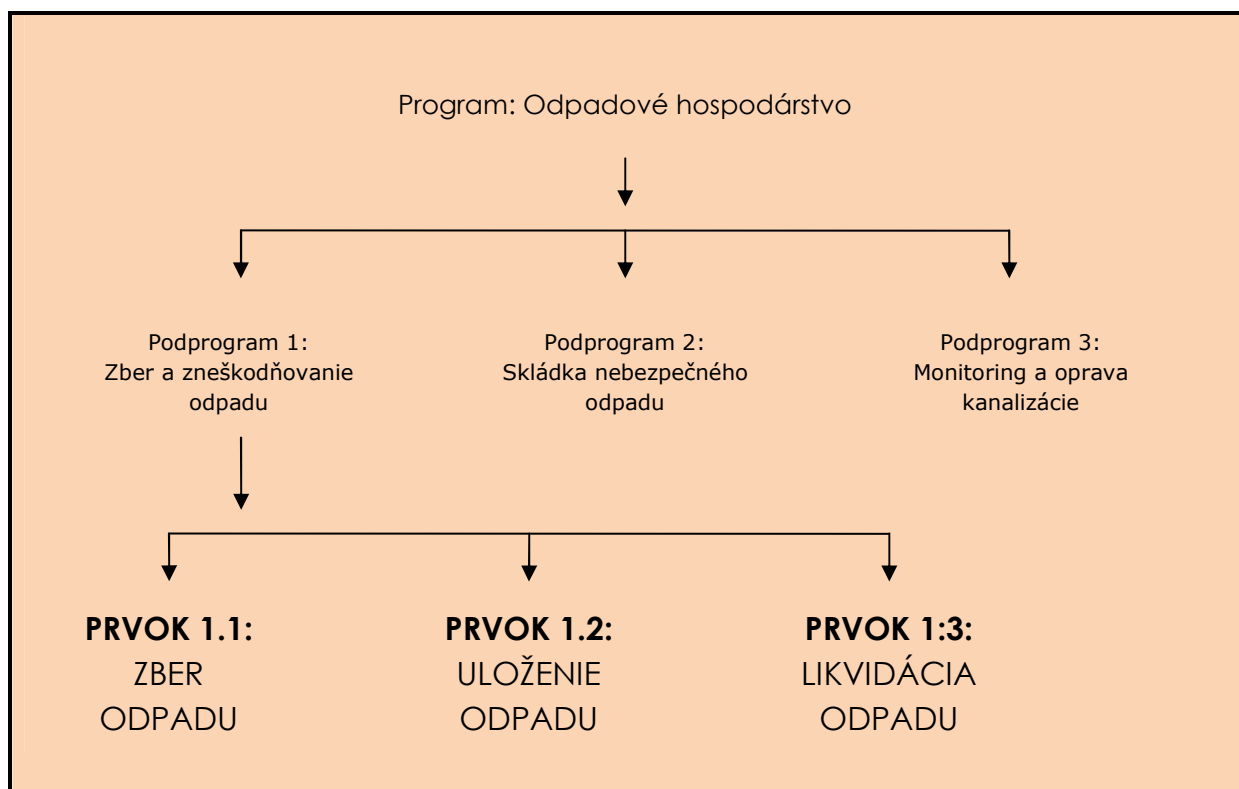 Program: Odpadové hospodárstvo
Podprogram 1:
Zber a zneškodňovanie
odpadu
Podprogram 2:
Skládka nebezpečného
odpadu
Podprogram 3:
Monitoring a oprava
kanalizácie
PRVOK 1.1:
ZBER
ODPADU
PRVOK 1.2:
ULOŽENIE
ODPADU
PRVOK 1:3:
LIKVIDÁCIA
ODPADU